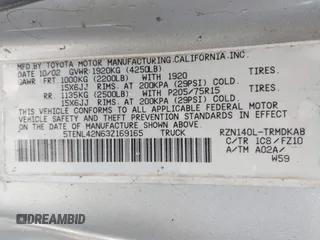 MFD. BY: TOYOTA MOTOR MANUFACTURING, CALIFORNIA, INC.
DATE: 10/02 GVWR 1920KG (4250LB)
GAWR FRT 1000KG (2200LB) WITH 1920 TIRES.
15X6JJ RIMS, AT 200KPA (29PSI) COLD
RR 1135KG (2500LB) WITH P205/75R15 TIRES.
15X6JJ RIMS, AT 200KPA (29PSI) COLD
THIS VEHICLE CONFORMS TO ALL APPLICABLE FEDERAL MOTOR VEHICLE
SAFETY AND THEFT PREVENTION STANDARDS IN EFFECT ON THE DATE
OF MANUFACTURE SHOWN ABOVE.
5TENL42N63Z169165 TRUCK
RZN140L-TRMDKAB
C/TR 1C8 / FZ10
A/TM A02A /
W59
© AutoBidMaster